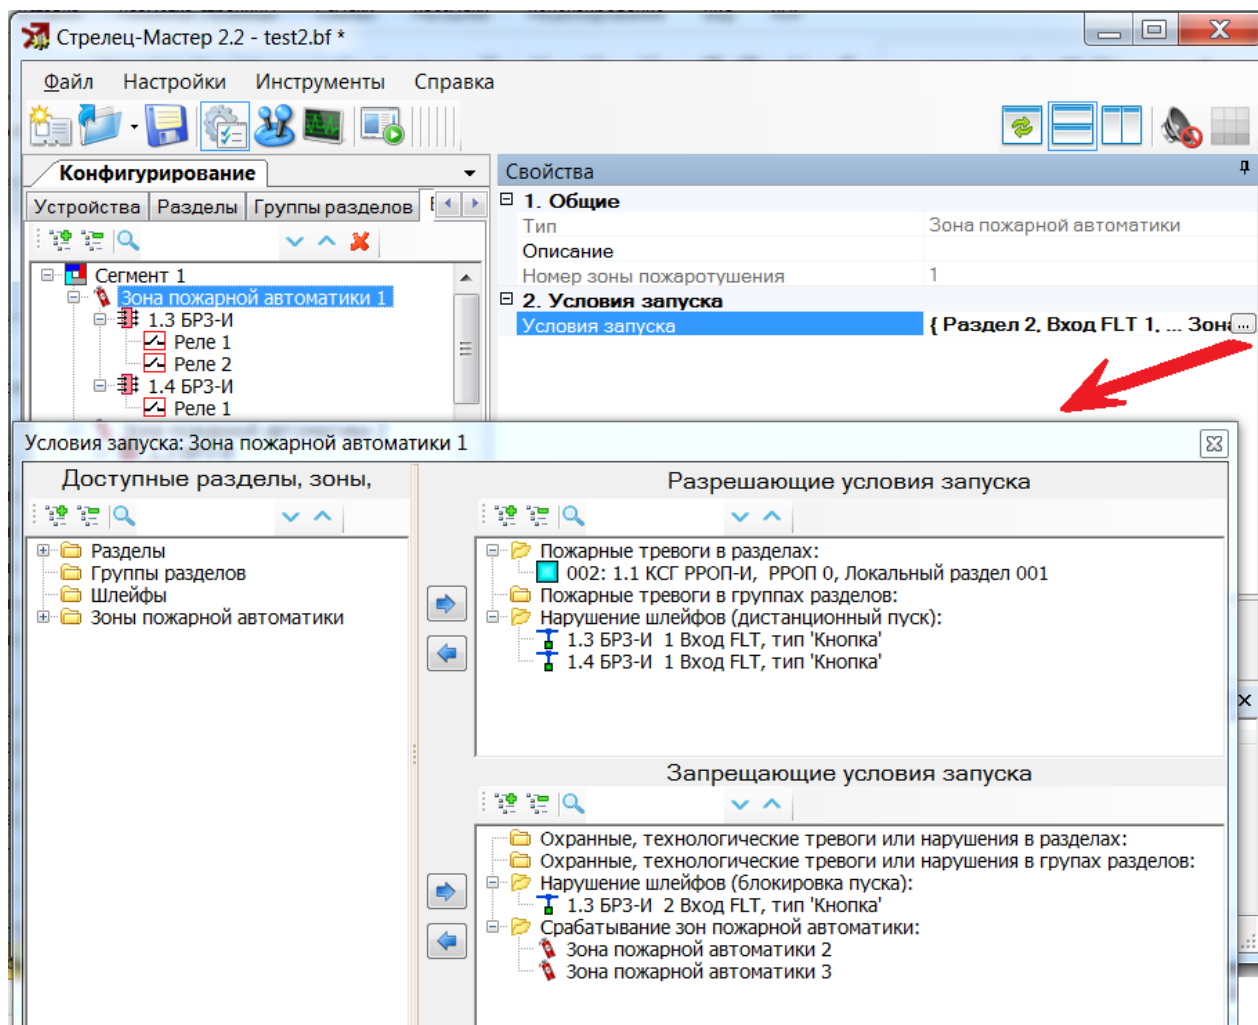 Стрелец-Мастер 2.2 - test2.bf *
Файл Настройки Инструменты Справка
Конфигурирование
Устройства Разделы Группы разделов
Сегмент 1
Зона пожарной автоматики 1
1.3 БРЗ-И
Реле 1
Реле 2
1.4 БРЗ-И
Реле 1
Свойства
1. Общие
Тип Зона пожарной автоматики
Описание
Номер зоны пожаротушения 1
2. Условия запуска
Условия запуска { Раздел 2, Вход FLT 1, ... Зона ...
Условия запуска: Зона пожарной автоматики 1
Доступные разделы, зоны,
Разделы
Группы разделов
Шлейфы
Зоны пожарной автоматики
Разрешающие условия запуска
Пожарные тревоги в разделах:
002: 1.1 КСГ РРОП-И, РРОП 0, Локальный раздел 001
Пожарные тревоги в группах разделов:
Нарушение шлейфов (дистанционный пуск):
1.3 БРЗ-И 1 Вход FLT, тип 'Кнопка'
1.4 БРЗ-И 1 Вход FLT, тип 'Кнопка'
Запрещающие условия запуска
Охранные, технологические тревоги или нарушения в разделах:
Охранные, технологические тревоги или нарушения в групах разделов:
Нарушение шлейфов (блокировка пуска):
1.3 БРЗ-И 2 Вход FLT, тип 'Кнопка'
Срабатывание зон пожарной автоматики:
Зона пожарной автоматики 2
Зона пожарной автоматики 3